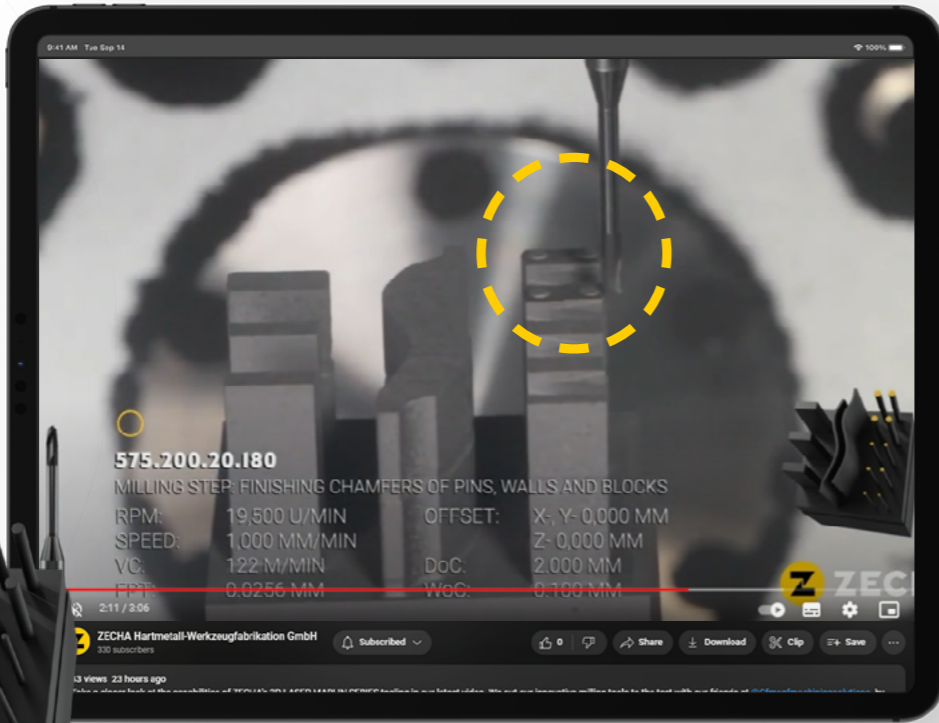 9:41 AM Tue Sep 14
100%
575.200.20.180
MILLING STEP: FINISHING CHAMFERS OF PINS, WALLS AND BLOCKS
RPM: 19,500 U/MIN OFFSET: X-, Y- 0,000 MM
SPEED: 1,000 MM/MIN Z- 0,000 MM
VC: 122 M/MIN DoC: 2.000 MM
FPT: 0.0256 MM WoC: 0.100 MM
Z ZECH
2:11 / 3:06
ZECHA Hartmetall-Werkzeugfabrikation GmbH
330 subscribers
Subscribed
0
Share
Download
Clip
Save
views 23 hours ago